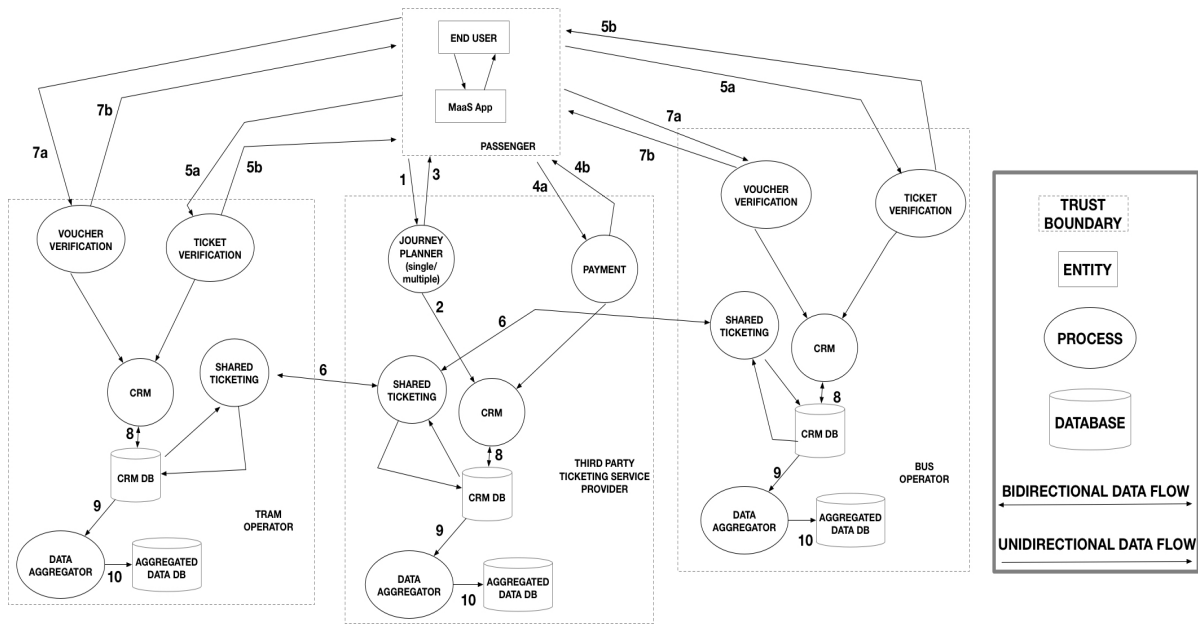 END USER
MaaS App
PASSENGER
5b
5a
7a
7b
7a
7b
5a
5b
1
3
4a
4b
VOUCHER
VERIFICATION
TICKET
VERIFICATION
CRM
SHARED
TICKETING
8
CRM DB
9
DATA
AGGREGATOR
10
AGGREGATED
DATA DB
TRAM
OPERATOR
6
JOURNEY
PLANNER
(single/
multiple)
PAYMENT
2
6
SHARED
TICKETING
CRM
8
CRM DB
THIRD PARTY
TICKETING SERVICE
PROVIDER
9
DATA
AGGREGATOR
10
AGGREGATED
DATA DB
VOUCHER
VERIFICATION
TICKET
VERIFICATION
SHARED
TICKETING
CRM
8
CRM DB
9
BUS
OPERATOR
DATA
AGGREGATOR
10
AGGREGATED
DATA DB
TRUST
BOUNDARY
ENTITY
PROCESS
DATABASE
BIDIRECTIONAL DATA FLOW
UNIDIRECTIONAL DATA FLOW